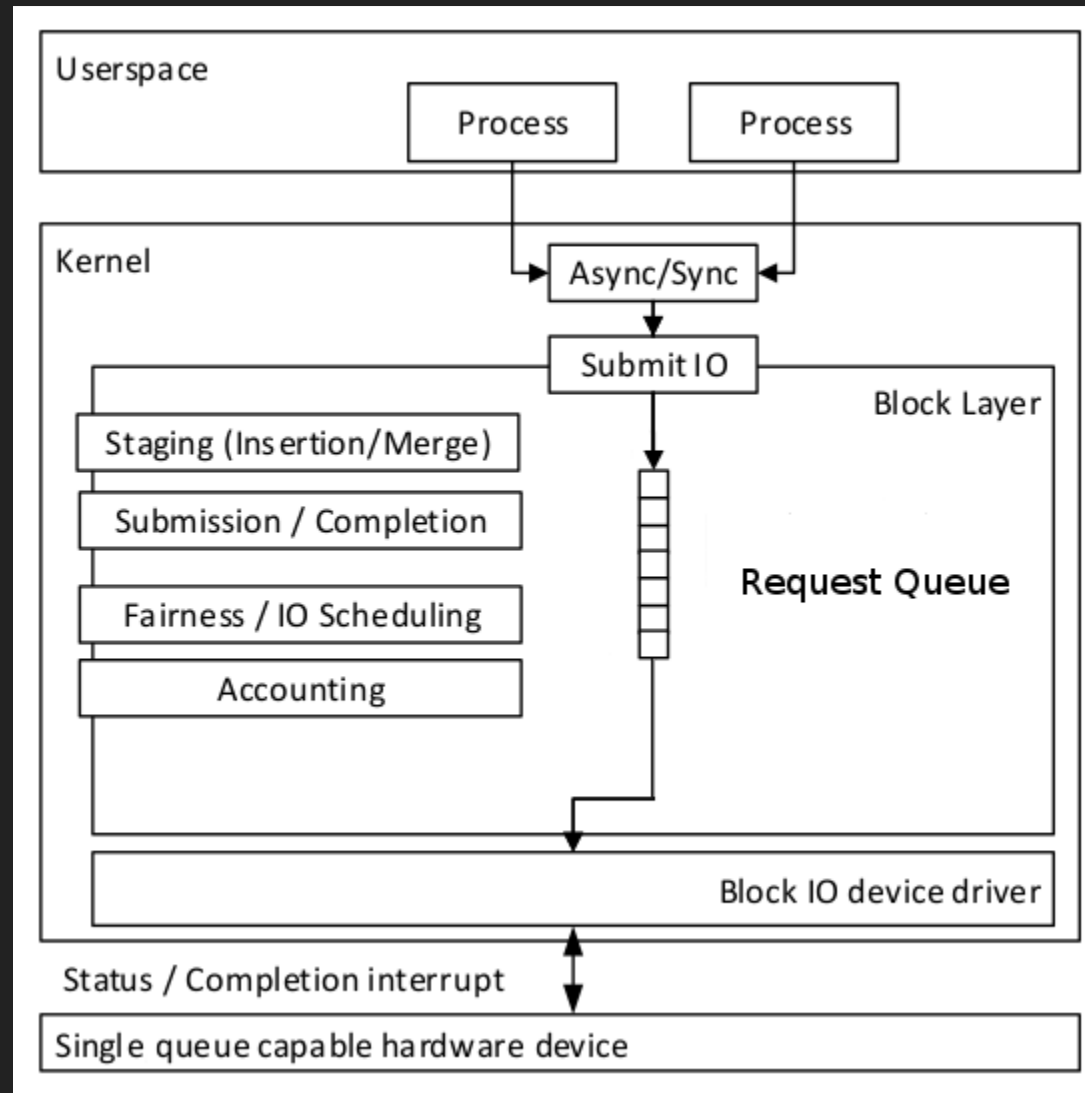 Userspace
Process
Process
Kernel
Async/Sync
Submit IO
Block Layer
Staging (Insertion/Merge)
Submission / Completion
Request Queue
Fairness / IO Scheduling
Accounting
Block IO device driver
Status / Completion interrupt
Single queue capable hardware device